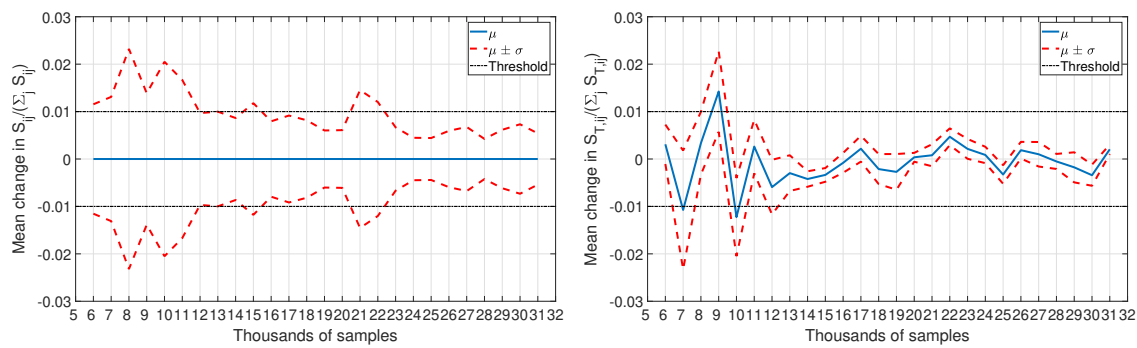 0.03
0.02
0.01
0
-0.01
-0.02
-0.03
Mean change in S_ij/(Σ_j S_ij)
μ
μ ± σ
Threshold
5 6 7 8 9 10 11 12 13 14 15 16 17 18 19 20 21 22 23 24 25 26 27 28 29 30 31 32
Thousands of samples
0.03
0.02
0.01
0
-0.01
-0.02
-0.03
Mean change in S_T,ij/(Σ_j S_T,ij)
μ
μ ± σ
Threshold
5 6 7 8 9 10 11 12 13 14 15 16 17 18 19 20 21 22 23 24 25 26 27 28 29 30 31 32
Thousands of samples